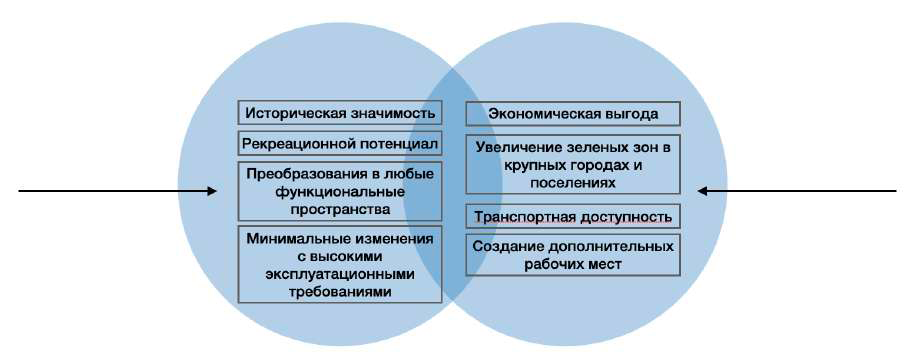 Историческая значимость
Рекреационной потенциал
Преобразования в любые
функциональные
пространства
Минимальные изменения
с высокими
эксплуатационными
требованиями
Экономическая выгода
Увеличение зеленых зон в
крупных городах и
поселениях
Транспортная доступность
Создание дополнительных
рабочих мест